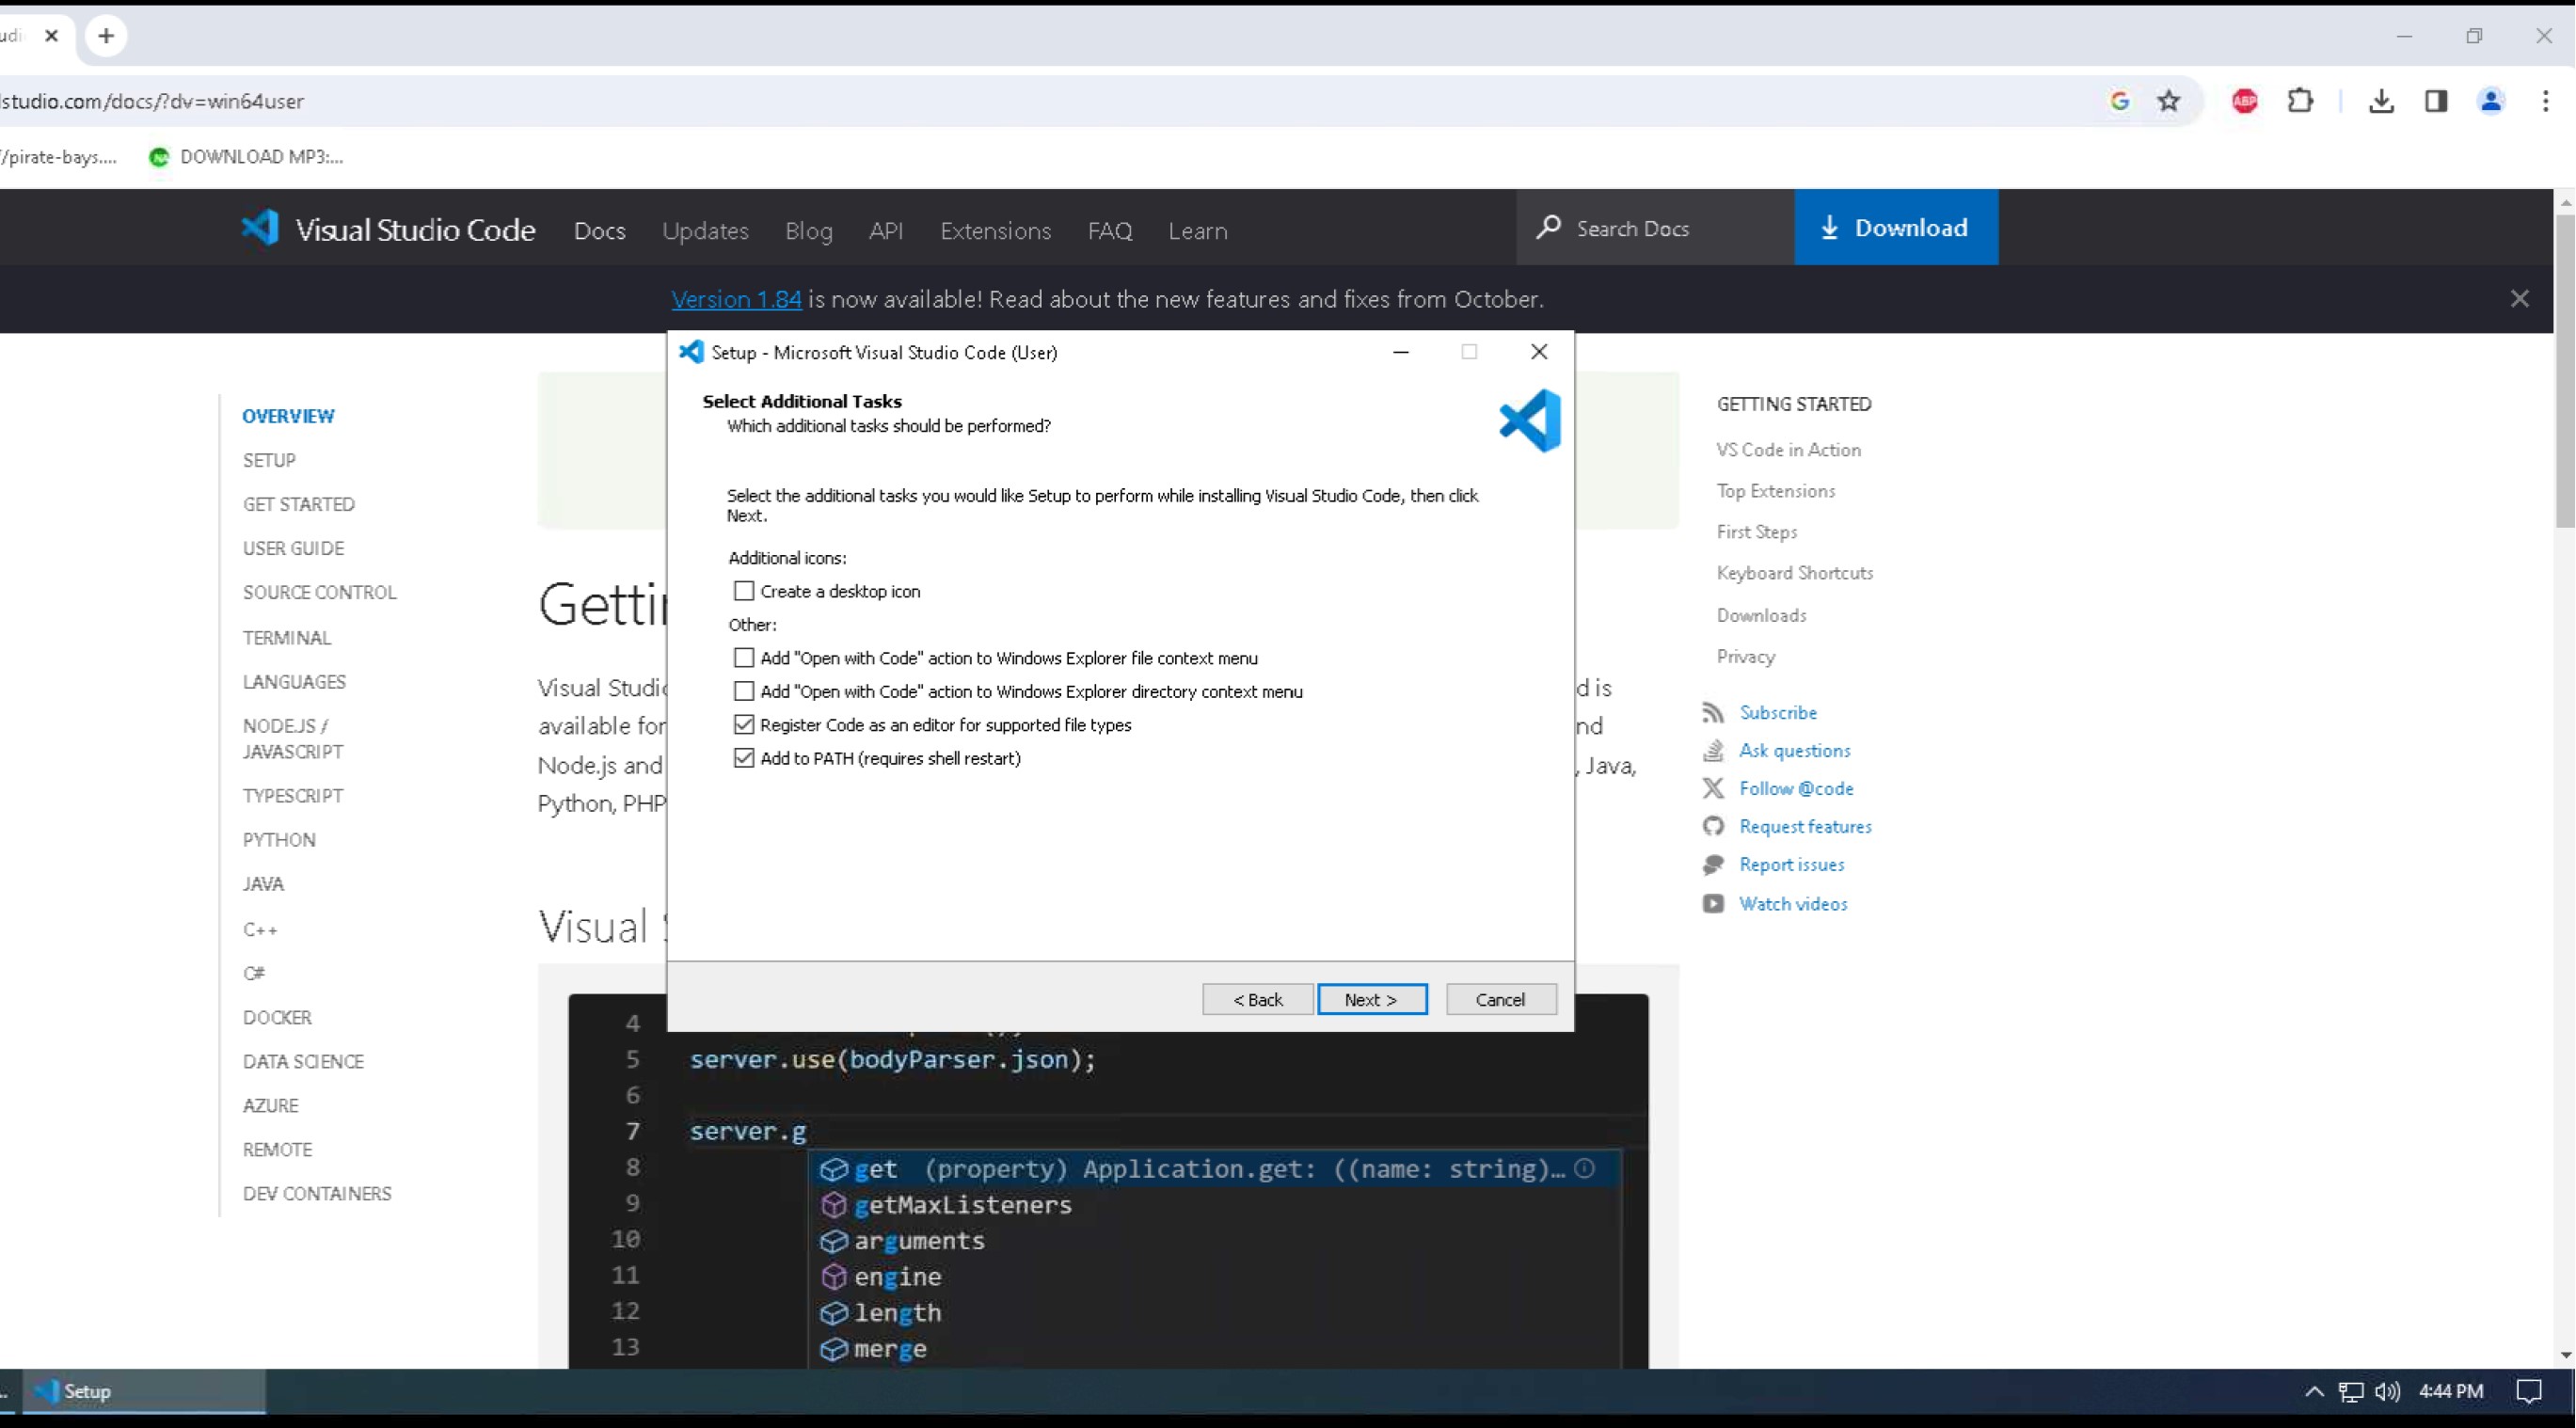 udi
lstudio.com/docs/?dv=win64user
//pirate-bays.... DOWNLOAD MP3:...
Visual Studio Code Docs Updates Blog API Extensions FAQ Learn Search Docs Download
Version 1.84 is now available! Read about the new features and fixes from October.
Setup - Microsoft Visual Studio Code (User)
Select Additional Tasks
Which additional tasks should be performed?
Select the additional tasks you would like Setup to perform while installing Visual Studio Code, then click
Next.
Additional icons:
Create a desktop icon
Other:
Add "Open with Code" action to Windows Explorer file context menu
Add "Open with Code" action to Windows Explorer directory context menu
Register Code as an editor for supported file types
Add to PATH (requires shell restart)
< Back Next > Cancel
OVERVIEW
SETUP
GET STARTED
USER GUIDE
SOURCE CONTROL
TERMINAL
LANGUAGES
NODE.JS /
JAVASCRIPT
TYPESCRIPT
PYTHON
JAVA
C++
C#
DOCKER
DATA SCIENCE
AZURE
REMOTE
DEV CONTAINERS
Getti
Visual Studi d is
available for nd
Node.js and , Java,
Python, PHP
Visual
GETTING STARTED
VS Code in Action
Top Extensions
First Steps
Keyboard Shortcuts
Downloads
Privacy
Subscribe
Ask questions
Follow @code
Request features
Report issues
Watch videos
4
5 server.use(bodyParser.json);
6
7 server.g
8 get (property) Application.get: ((name: string)...
9 getMaxListeners
10 arguments
11 engine
12 length
13 merge
Setup 4:44 PM